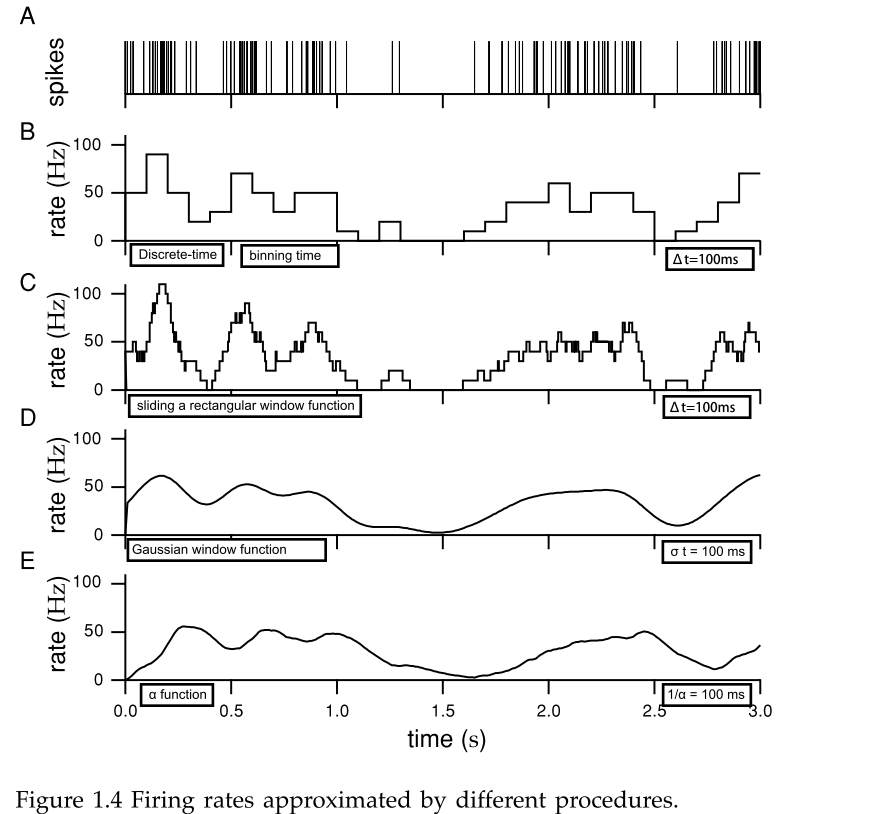 A
spikes
B
rate (Hz)
100
50
0
Discrete-time
binning time
Δ t=100ms
C
rate (Hz)
100
50
0
sliding a rectangular window function
Δ t=100ms
D
rate (Hz)
100
50
0
Gaussian window function
σ t = 100 ms
E
rate (Hz)
100
50
0
α function
1/α = 100 ms
0.0 0.5 1.0 1.5 2.0 2.5 3.0
time (s)
Figure 1.4 Firing rates approximated by different procedures.